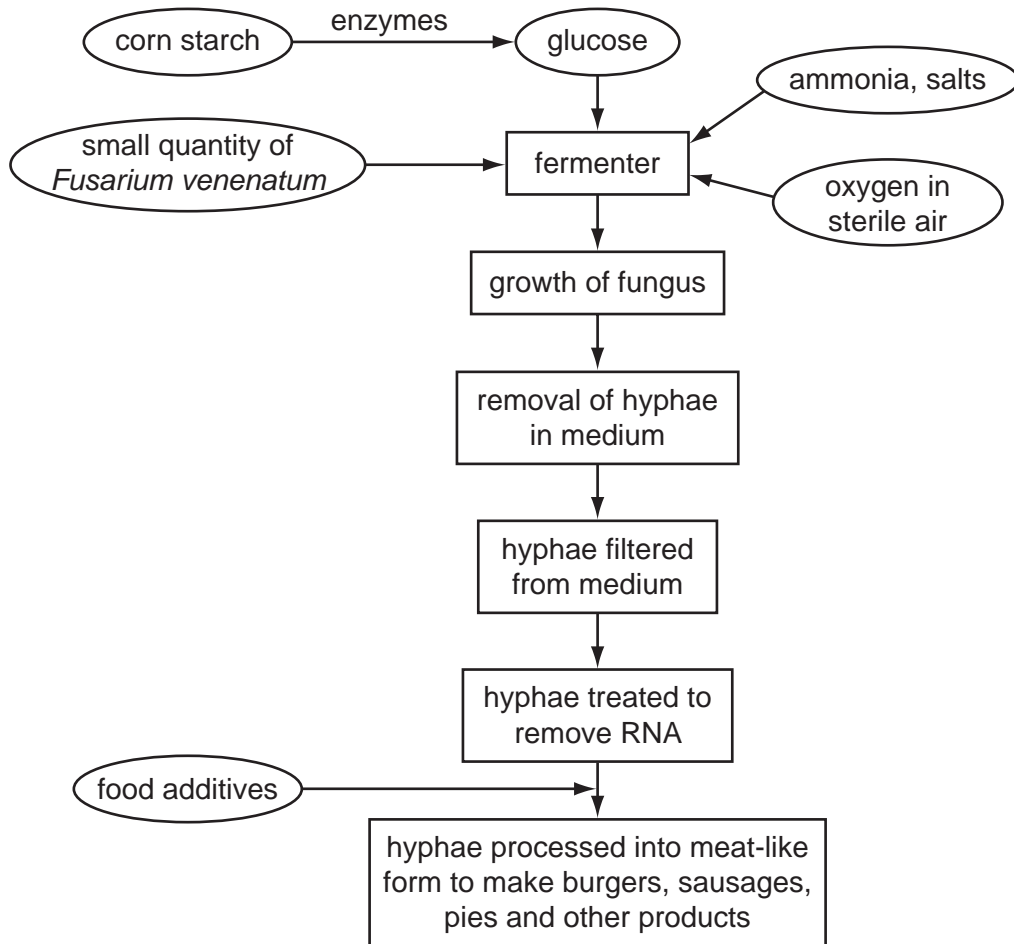 corn starch
enzymes
glucose
ammonia, salts
small quantity of
Fusarium venenatum
fermenter
oxygen in
sterile air
growth of fungus
removal of hyphae
in medium
hyphae filtered
from medium
hyphae treated to
remove RNA
food additives
hyphae processed into meat-like
form to make burgers, sausages,
pies and other products